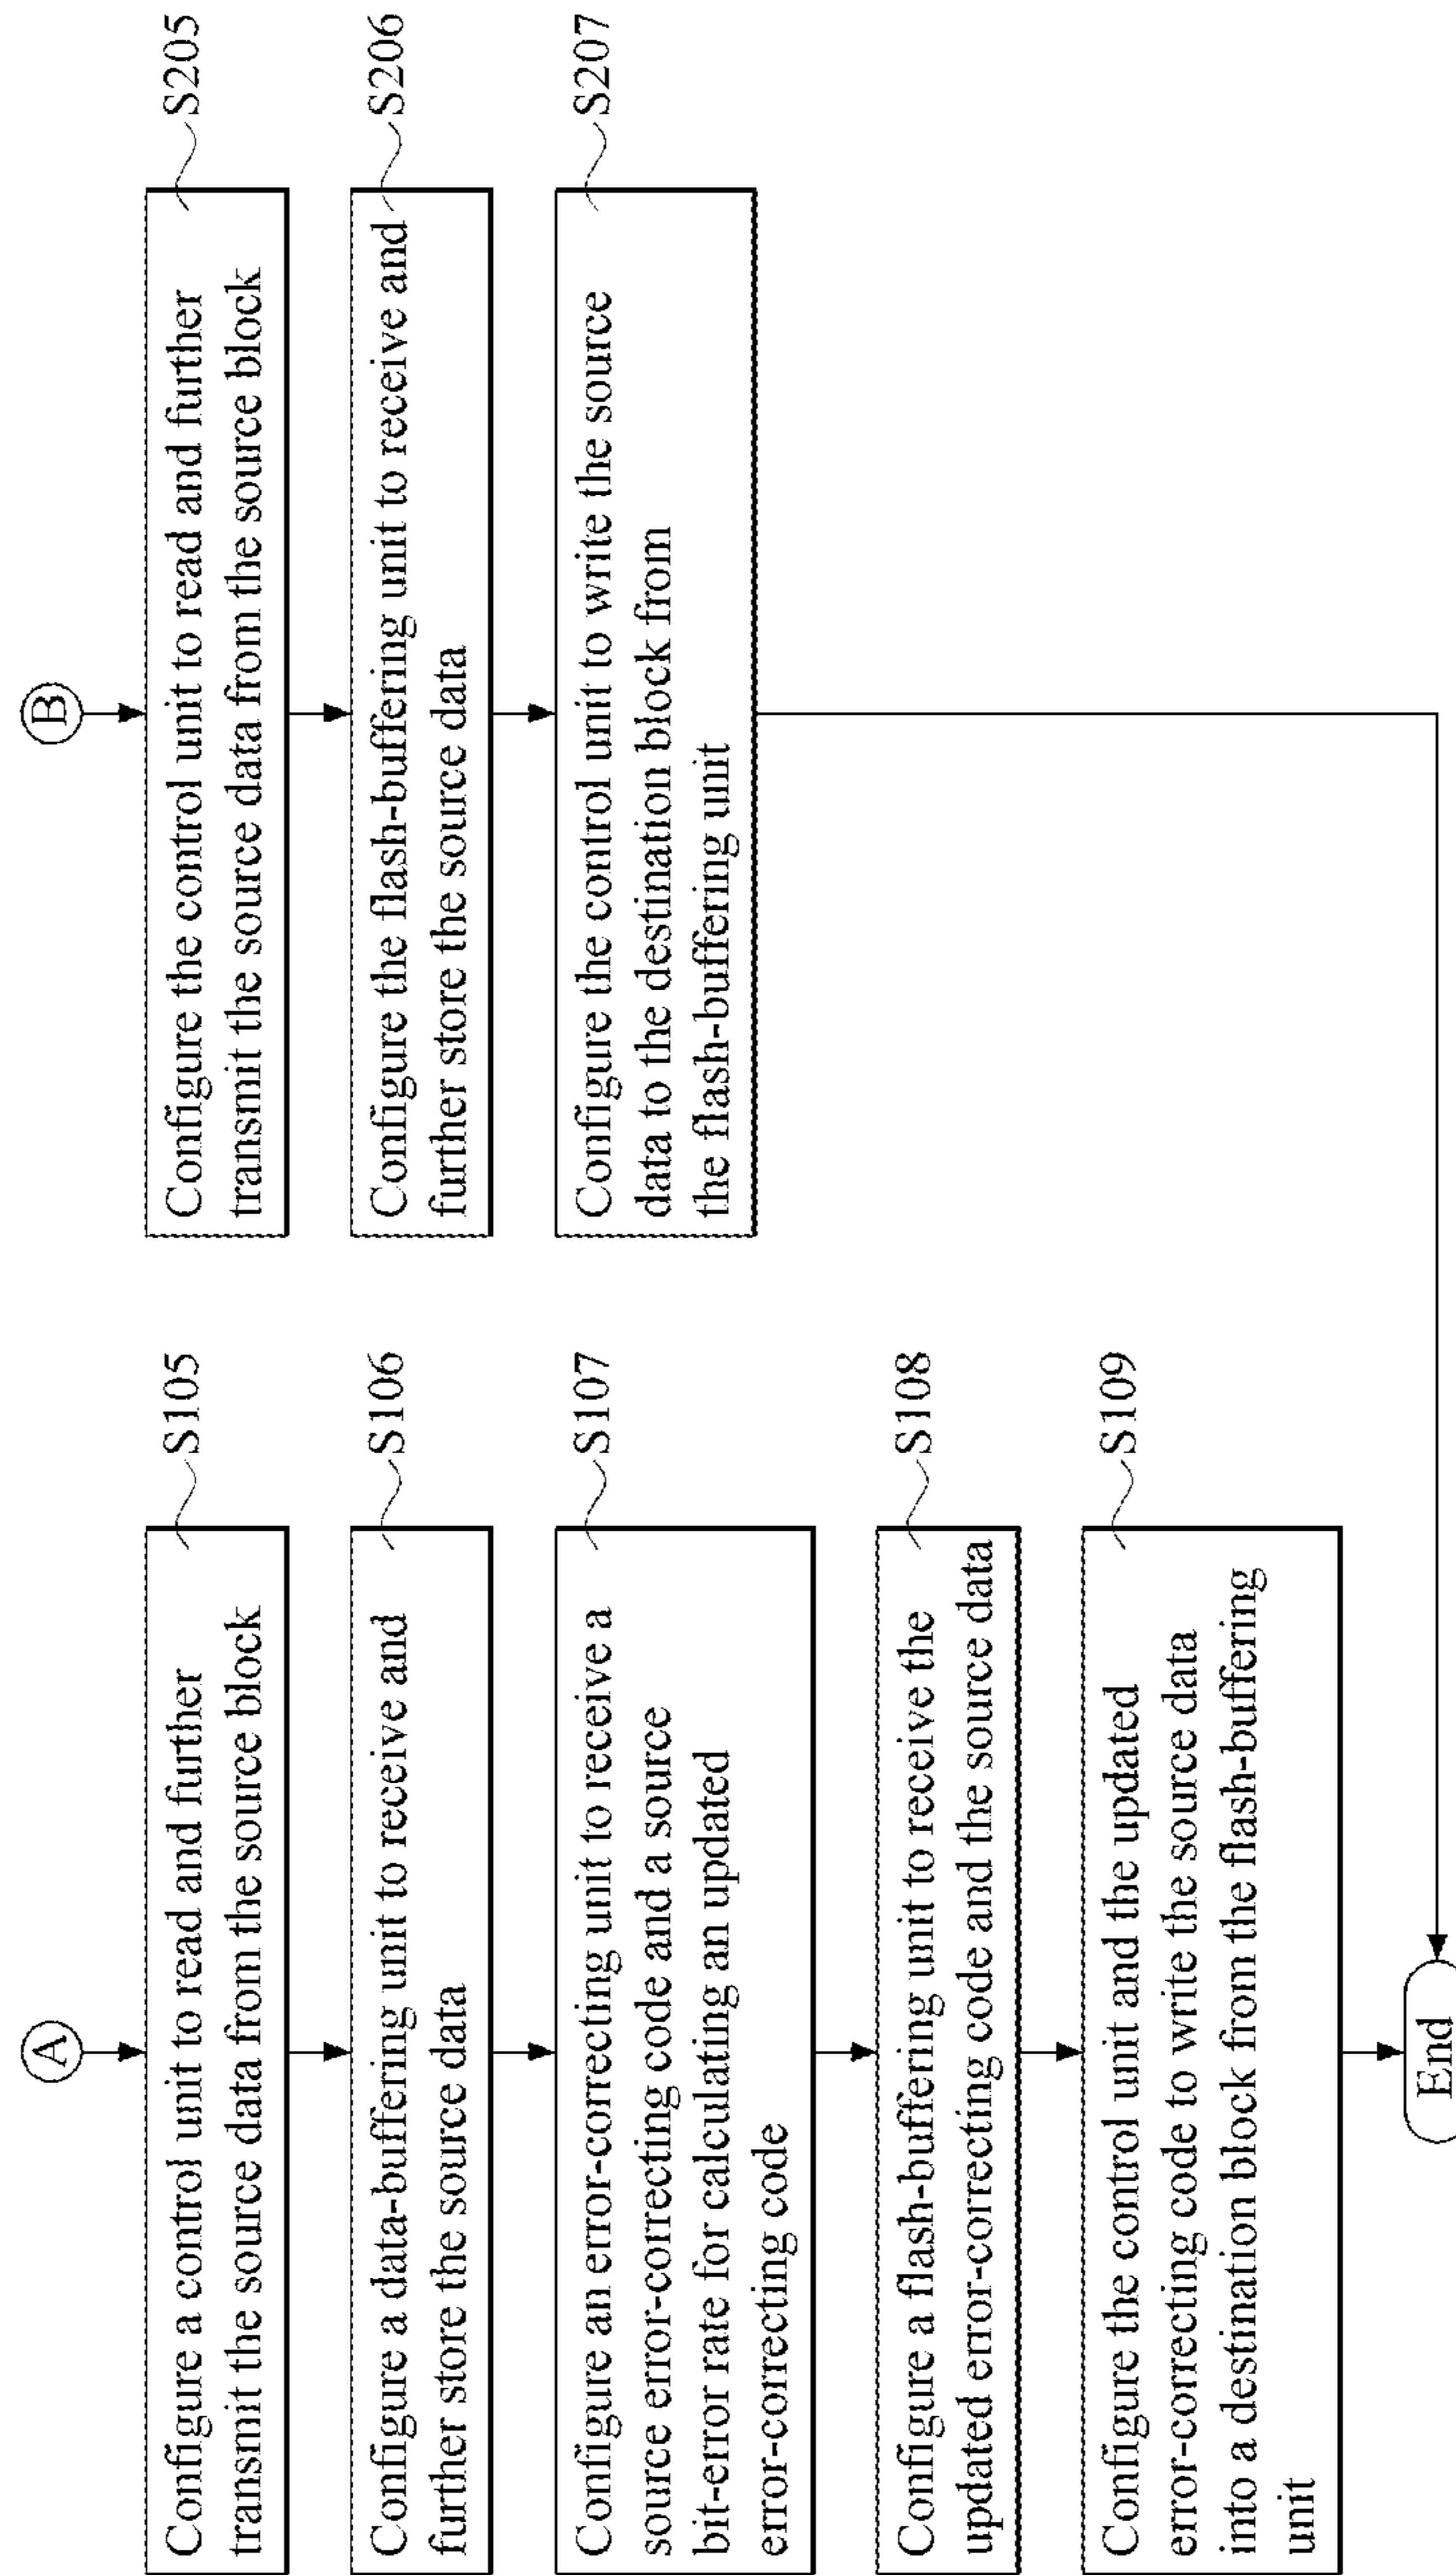 A
Configure a control unit to read and further
transmit the source data from the source block
S105
Configure a data-buffering unit to receive and
further store the source data
S106
Configure an error-correcting unit to receive a
source error-correcting code and a source
bit-error rate for calculating an updated
error-correcting code
S107
Configure a flash-buffering unit to receive the
updated error-correcting code and the source data
S108
Configure the control unit and the updated
error-correcting code to write the source data
into a destination block from the flash-buffering
unit
S109
End
B
Configure the control unit to read and further
transmit the source data from the source block
S205
Configure the flash-buffering unit to receive and
further store the source data
S206
Configure the control unit to write the source
data to the destination block from
the flash-buffering unit
S207